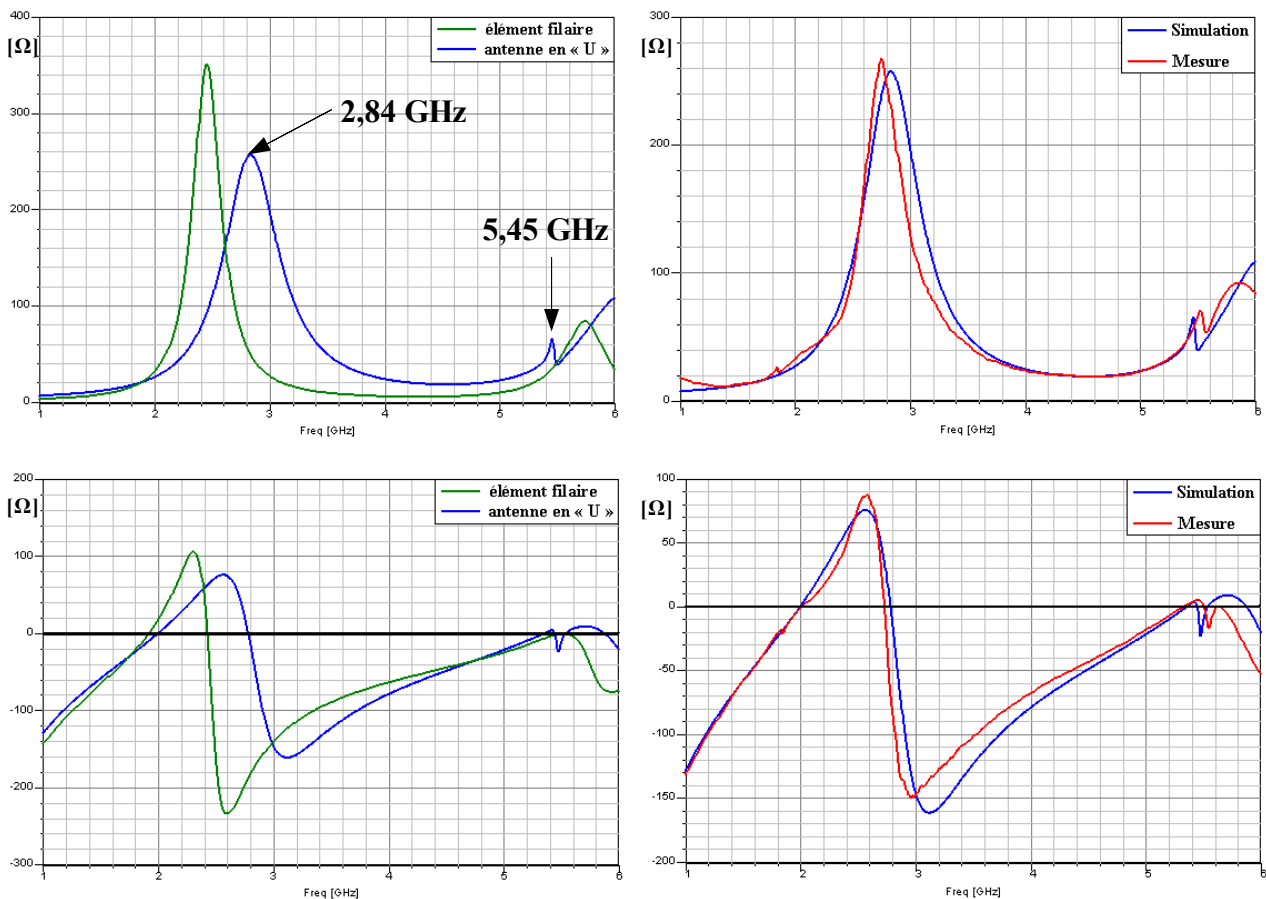 400
[Ω]
300
200
100
0
1
2
3
4
5
6
Freq [GHz]
élément filaire
antenne en « U »
2,84 GHz
5,45 GHz
300
[Ω]
200
100
0
1
2
3
4
5
6
Freq [GHz]
Simulation
Mesure
200
[Ω]
100
0
-100
-200
-300
1
2
3
4
5
6
Freq [GHz]
élément filaire
antenne en « U »
100
[Ω]
50
0
-50
-100
-150
-200
1
2
3
4
5
6
Freq [GHz]
Simulation
Mesure